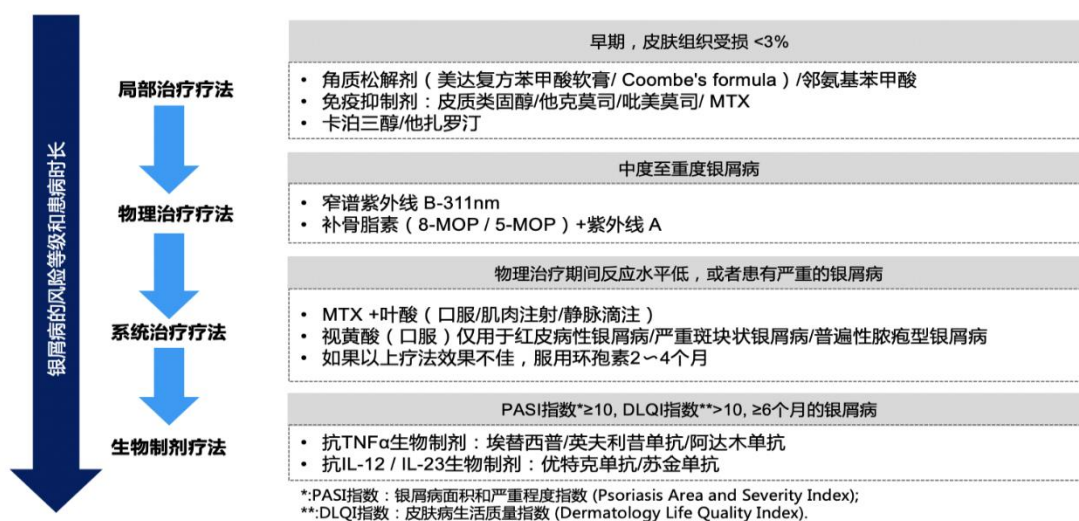 银屑病的风险等级和患病时长
局部治疗疗法
早期，皮肤组织受损 <3%
• 角质松解剂（美达复方苯甲酸软膏/ Coombe's formula）/邻氨基苯甲酸
• 免疫抑制剂：皮质类固醇/他克莫司/吡美莫司/ MTX
• 卡泊三醇/他扎罗汀
物理治疗疗法
中度至重度银屑病
• 窄谱紫外线 B-311nm
• 补骨脂素（8-MOP / 5-MOP）+紫外线 A
系统治疗疗法
物理治疗期间反应水平低，或者患有严重的银屑病
• MTX +叶酸（口服/肌肉注射/静脉滴注）
• 视黄酸（口服）仅用于红皮病性银屑病/严重斑块状银屑病/普遍性脓疱型银屑病
• 如果以上疗法效果不佳，服用环孢素2～4个月
生物制剂疗法
PASI指数*≥10, DLQI指数**>10, ≥6个月的银屑病
• 抗TNFα生物制剂：埃替西普/英夫利昔单抗/阿达木单抗
• 抗IL-12 / IL-23生物制剂：优特克单抗/苏金单抗
*:PASI指数：银屑病面积和严重程度指数 (Psoriasis Area and Severity Index);
**:DLQI指数：皮肤病生活质量指数 (Dermatology Life Quality Index).